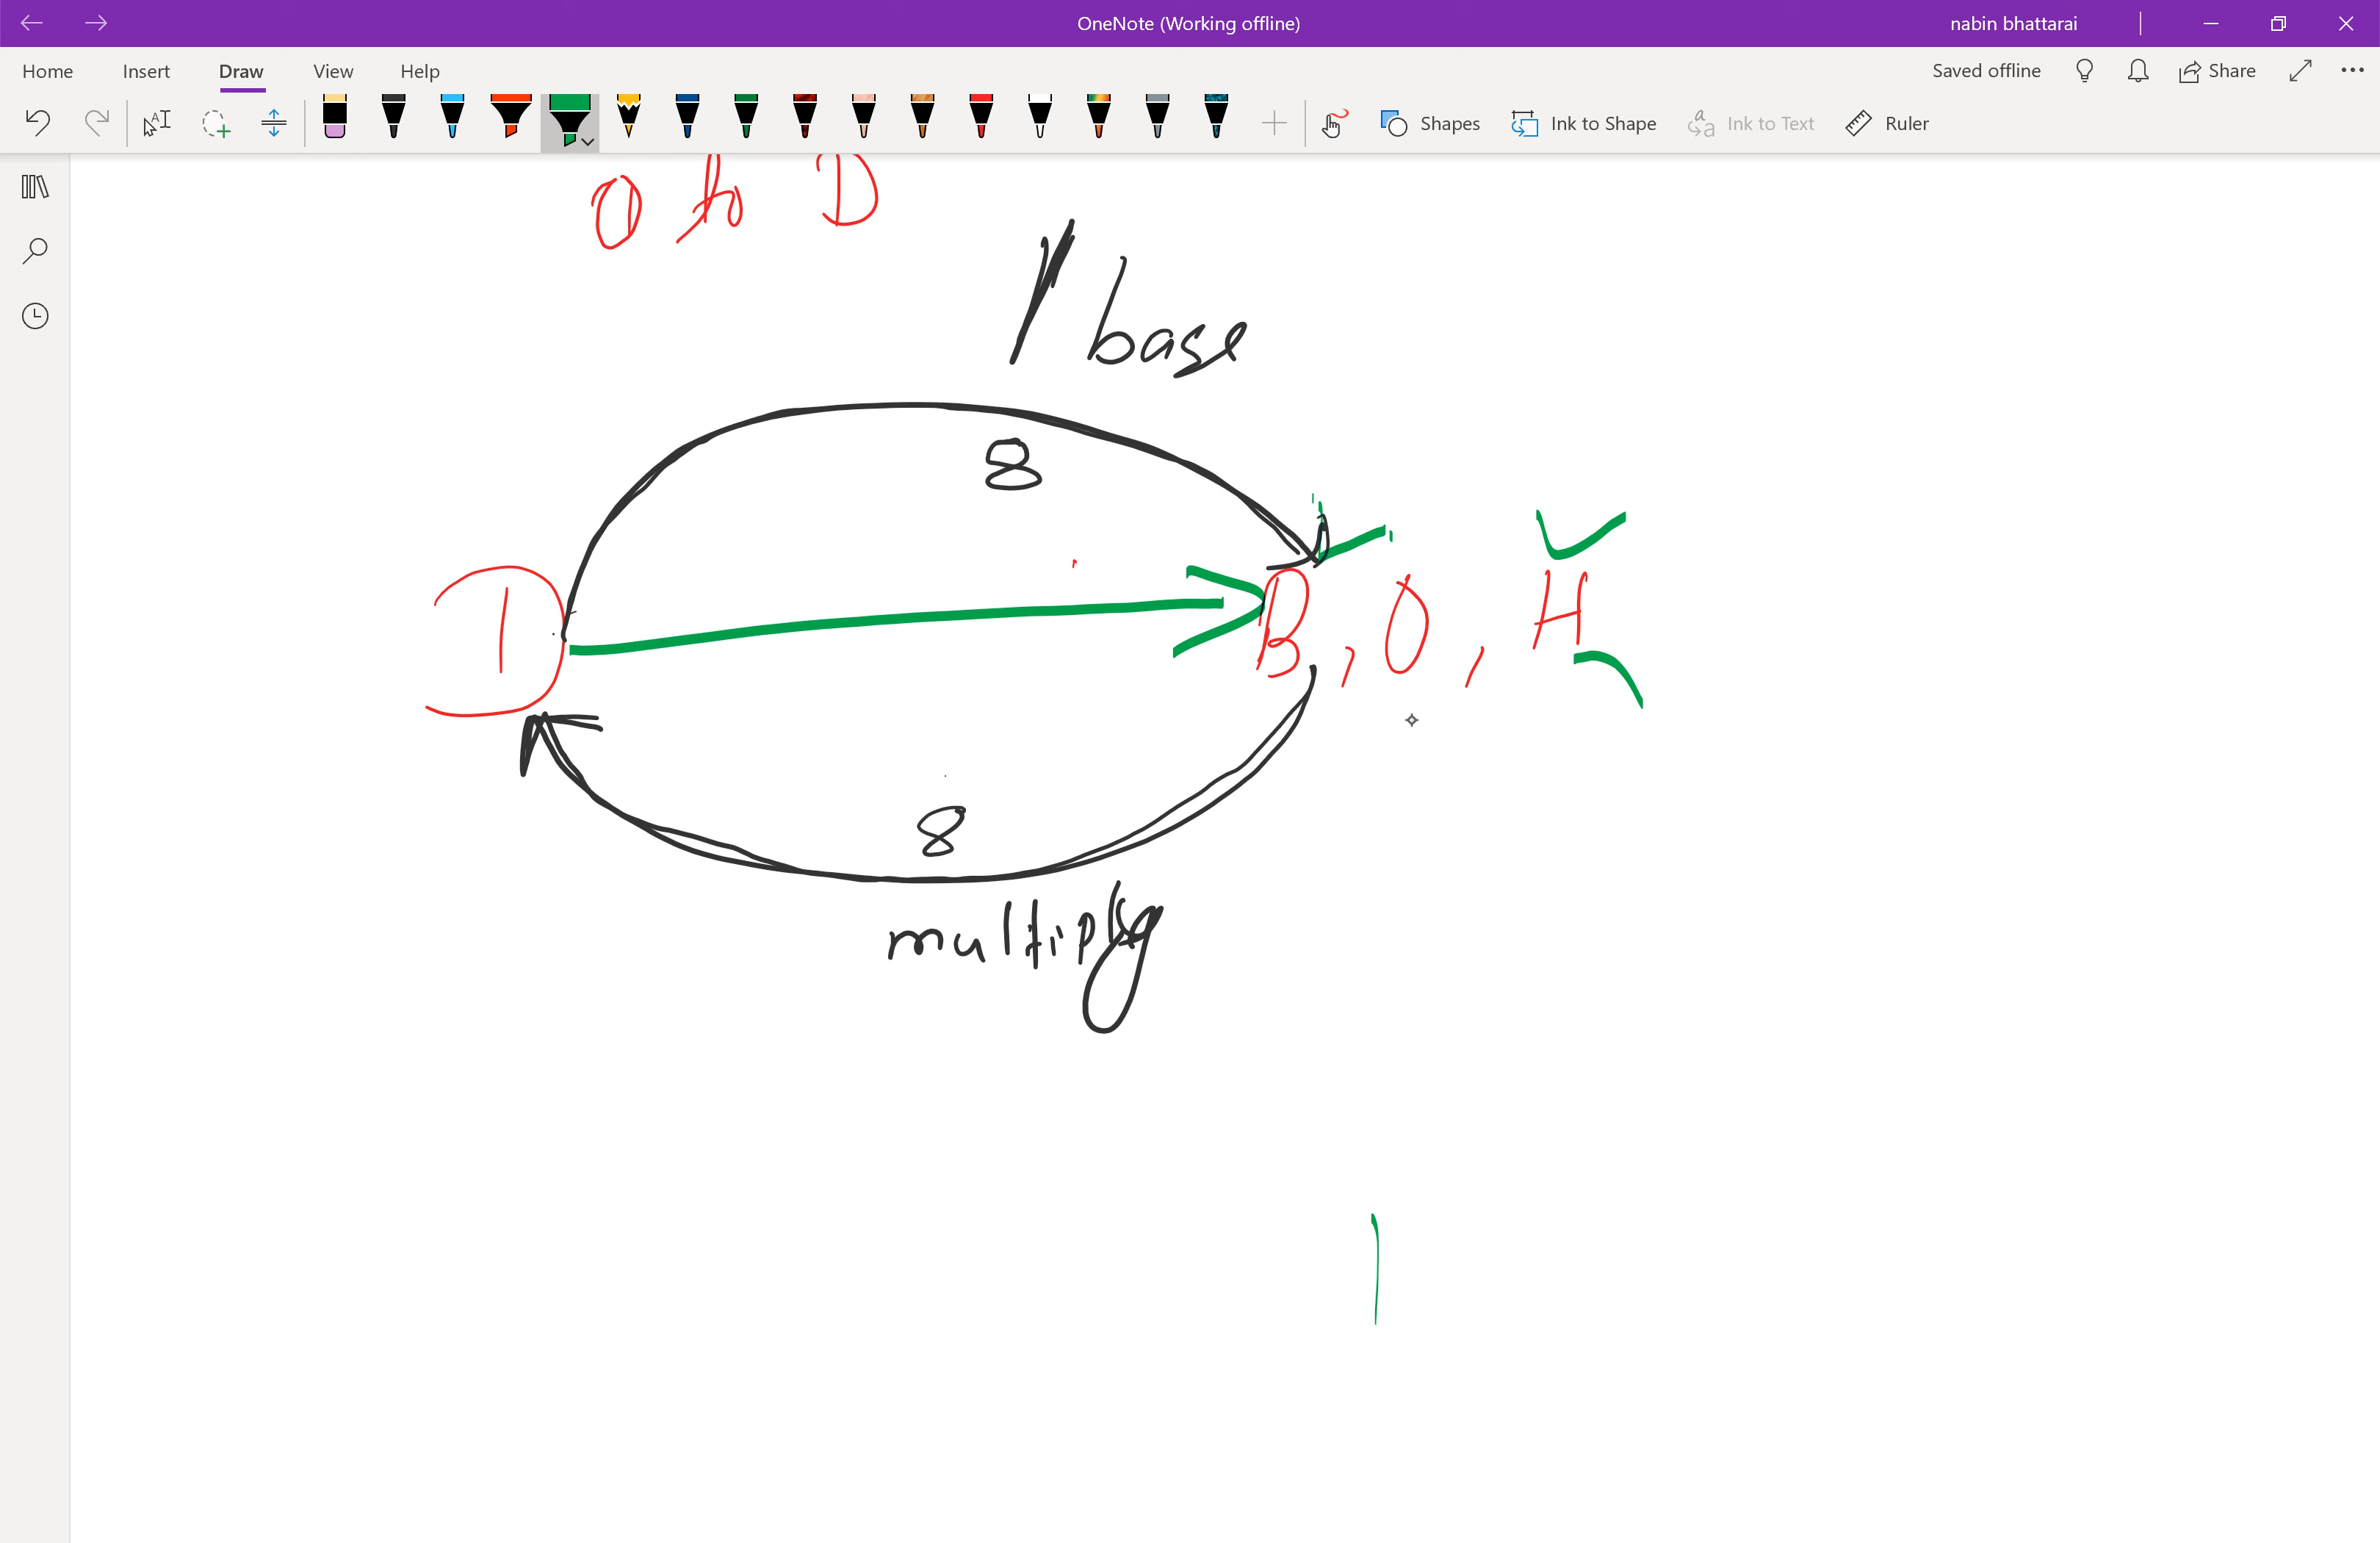 OneNote (Working offline)
nabin bhattarai
Home Insert Draw View Help
Saved offline
Share
Shapes
Ink to Shape
Ink to Text
Ruler
O to D
/ base
8
D
B, O, H
8
multiply